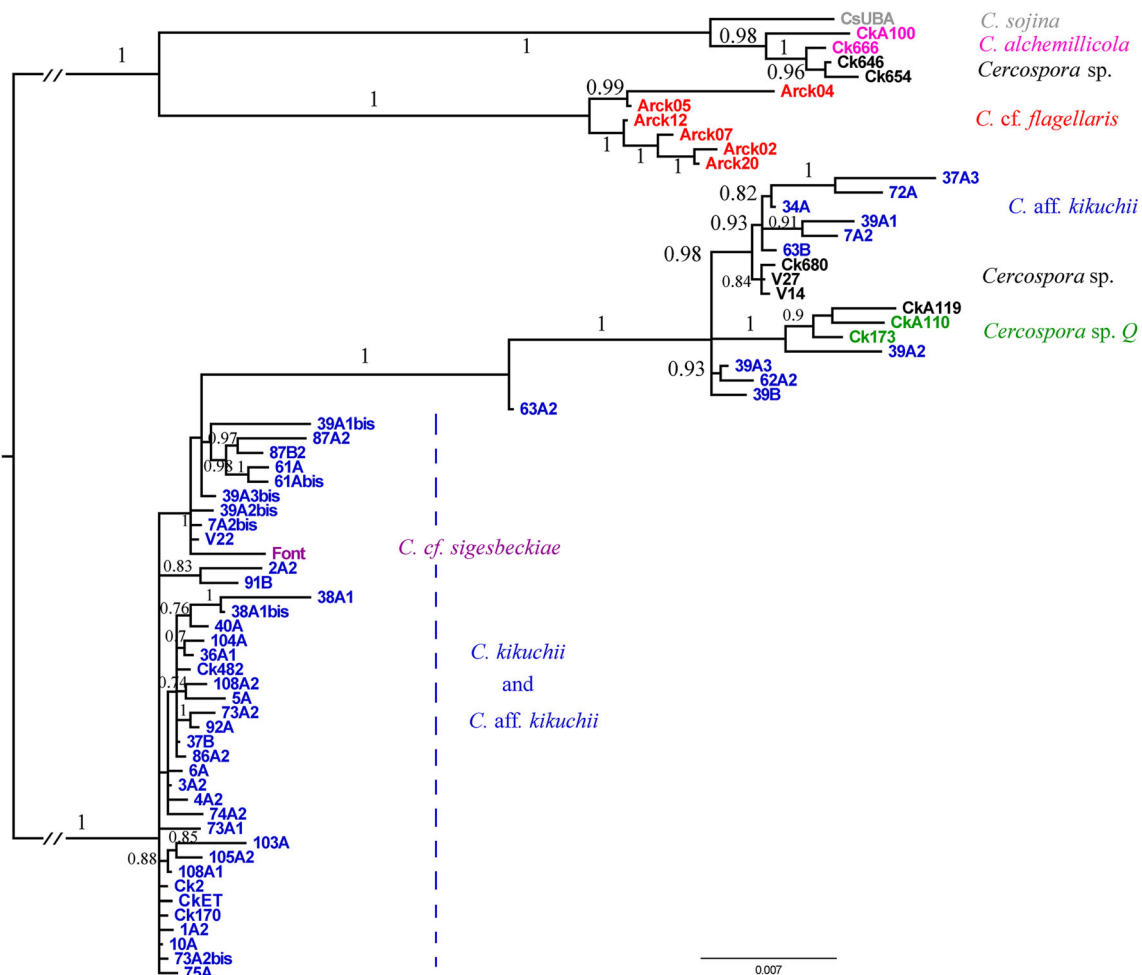 CsUBA
C. sojina
0.98
CkA100
1
1
1
Ck666
C. alchemillicola
Ck646
0.96
Ck654
Cercospora sp.
0.99
Arck04
1
Arck05
Arck12
C. cf. flagellaris
Arck07
1
1
Arck02
1
Arck20
1
37A3
0.82
72A
34A
C. aff. kikuchii
0.93
0.91
39A1
7A2
0.98
63B
Ck680
0.84
V27
Cercospora sp.
V14
CkA119
0.9
CkA110
1
1
Ck173
Cercospora sp. Q
39A2
1
39A3
0.93
62A2
39B
63A2
39A1bis
0.97
87A2
87B2
0.98
1
61A
61Abis
39A3bis
39A2bis
1
7A2bis
V22
C. cf. sigesbeckiae
Font
0.83
2A2
91B
1
38A1
0.76
38A1bis
40A
0.7
104A
36A1
C. kikuchii
Ck482
0.74
108A2
and
5A
1
73A2
C. aff. kikuchii
92A
37B
86A2
6A
3A2
4A2
74A2
1
73A1
0.85
103A
0.88
105A2
108A1
Ck2
CkET
Ck170
1A2
10A
73A2bis
0.007
75A